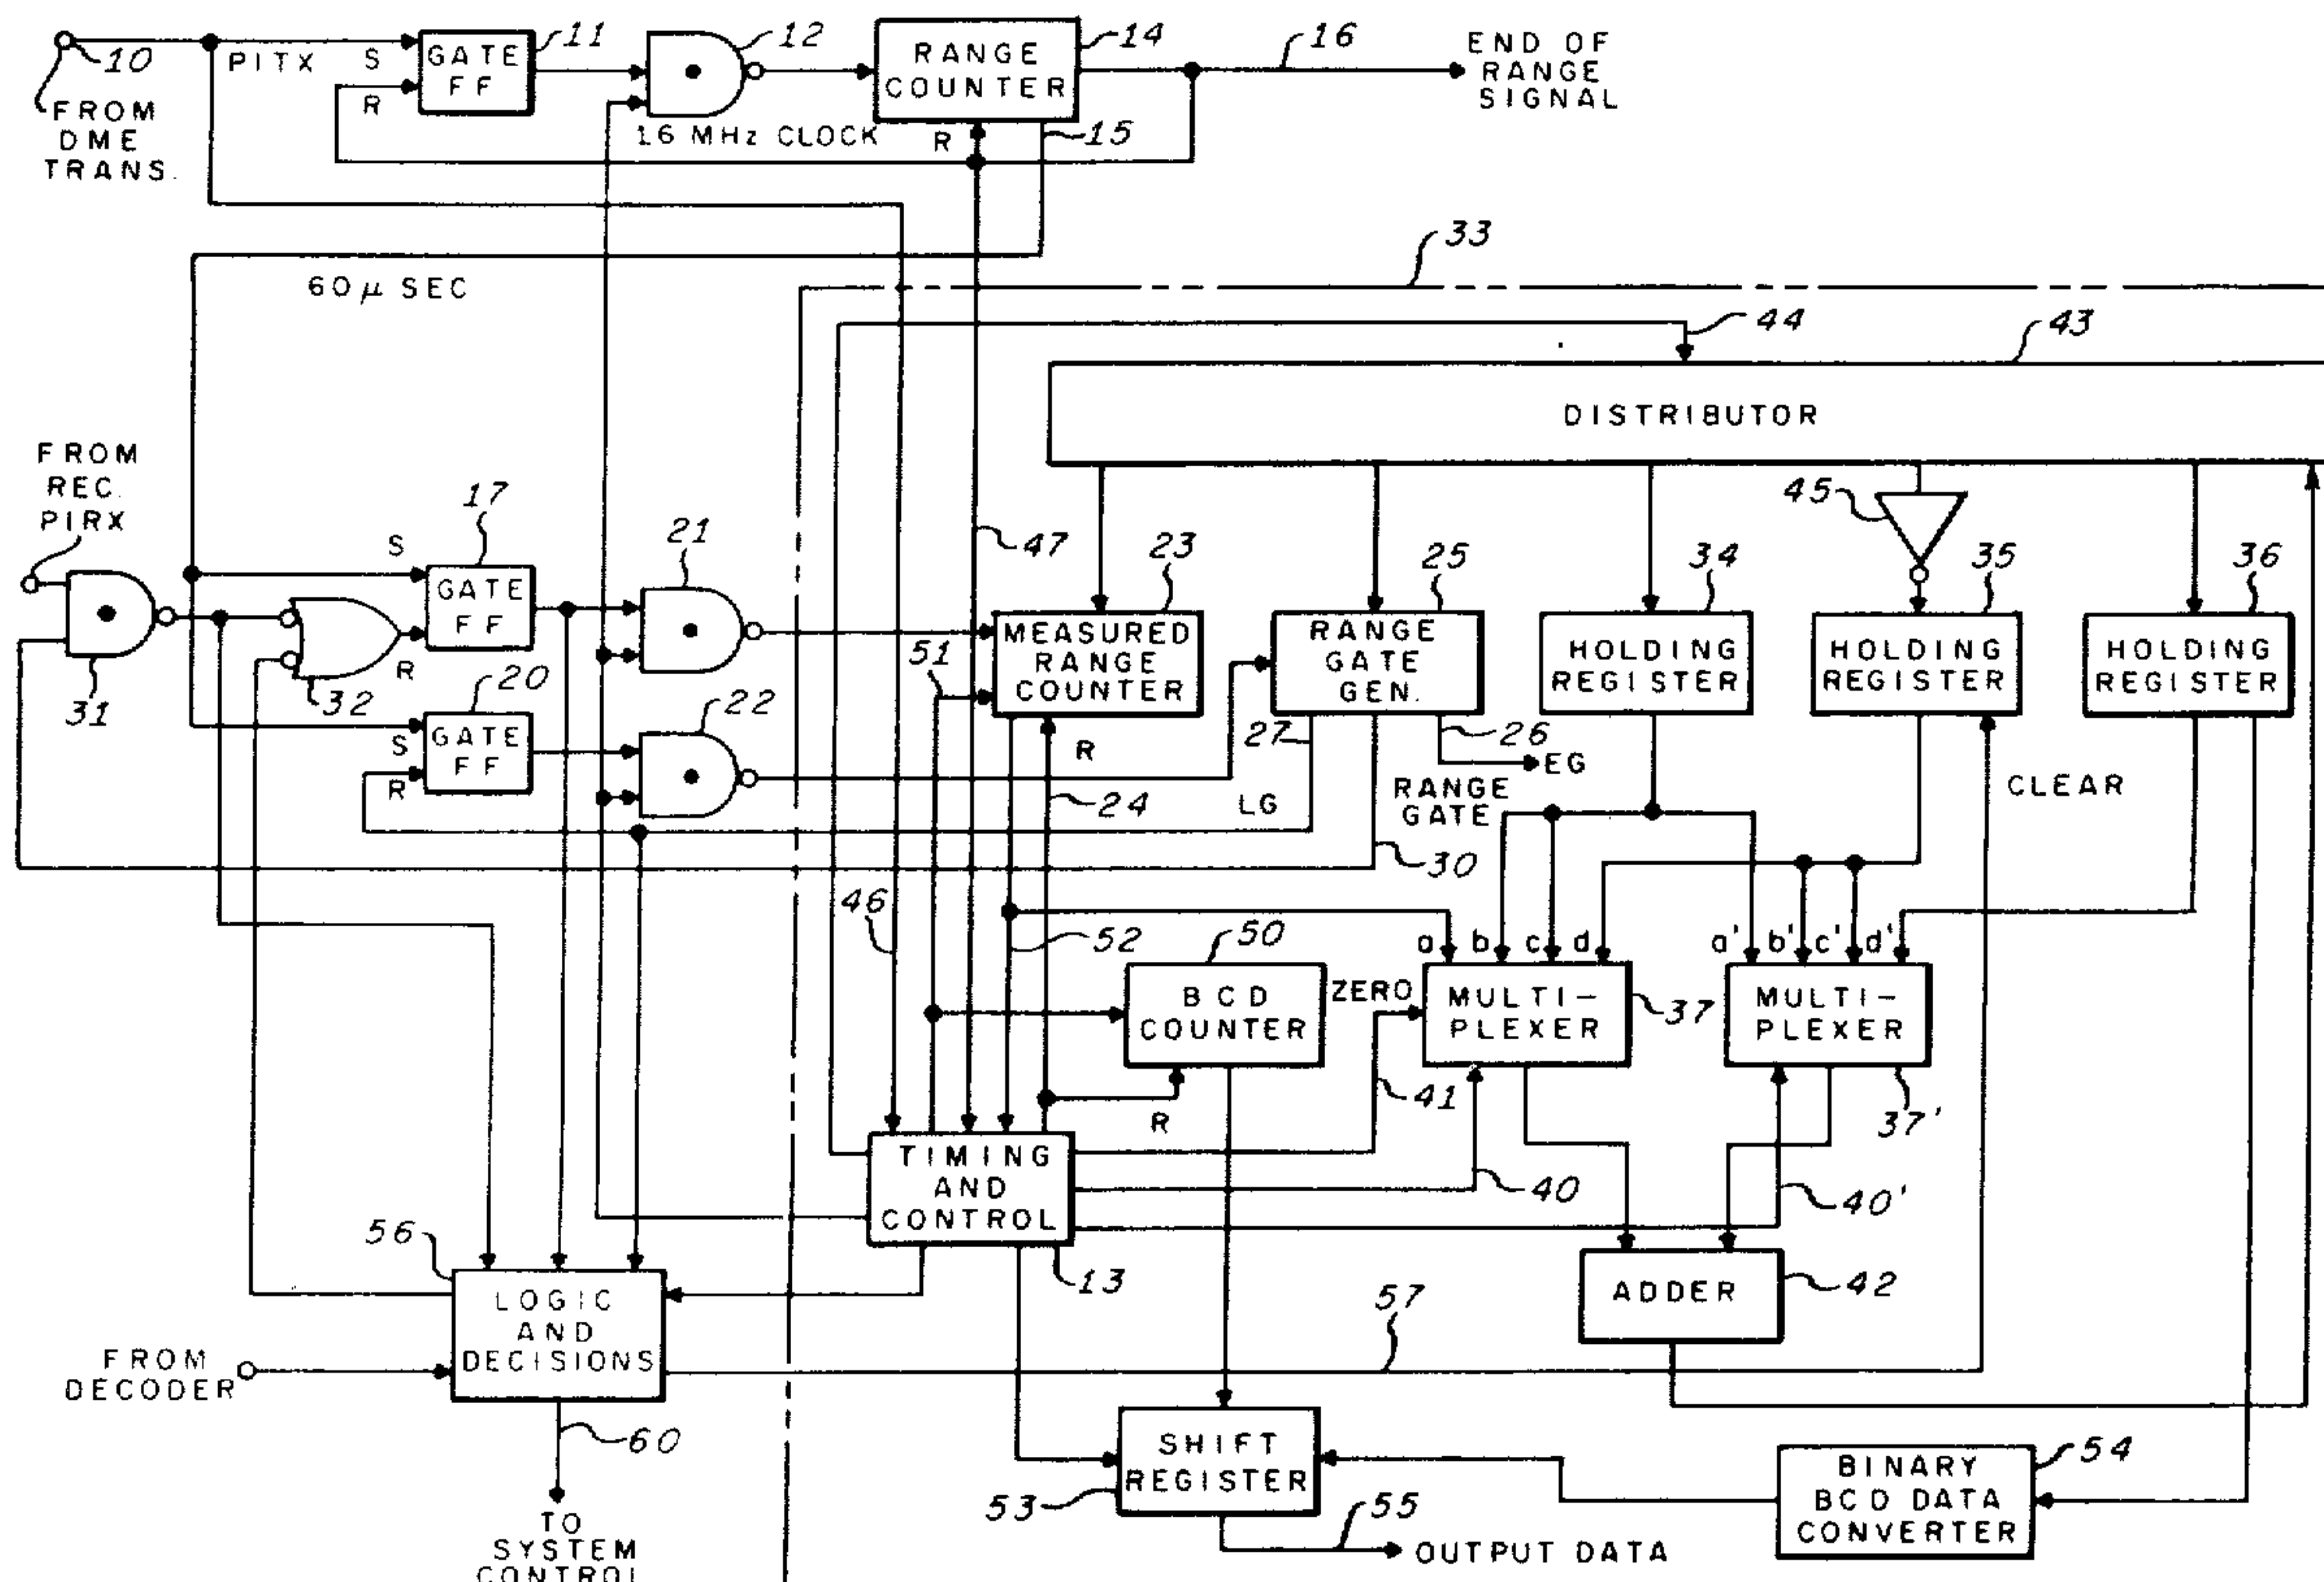 10
FROM
DME
TRANS.
PITX
S
R
GATE
FF
11
12
1.6 MHz CLOCK
RANGE
COUNTER
14
R
15
16
END OF
RANGE
SIGNAL
60 μ SEC
33
44
43
DISTRIBUTOR
FROM
REC.
PIRX
31
32
S
17
GATE
FF
R
20
S
R
GATE
FF
21
22
47
23
MEASURED
RANGE
COUNTER
51
R
24
25
RANGE
GATE
GEN.
27
26
EG
LG
RANGE
GATE
30
34
HOLDING
REGISTER
45
35
HOLDING
REGISTER
36
HOLDING
REGISTER
CLEAR
46
52
50
BCD
COUNTER
R
ZERO
a b c d
MULTI-
PLEXER
37
a' b' c' d'
MULTI-
PLEXER
37'
41
40
40'
TIMING
AND
CONTROL
13
ADDER
42
56
LOGIC
AND
DECISIONS
FROM
DECODER
57
60
TO
SYSTEM
CONTROL
SHIFT
REGISTER
53
55
OUTPUT DATA
BINARY
BCD DATA
CONVERTER
54